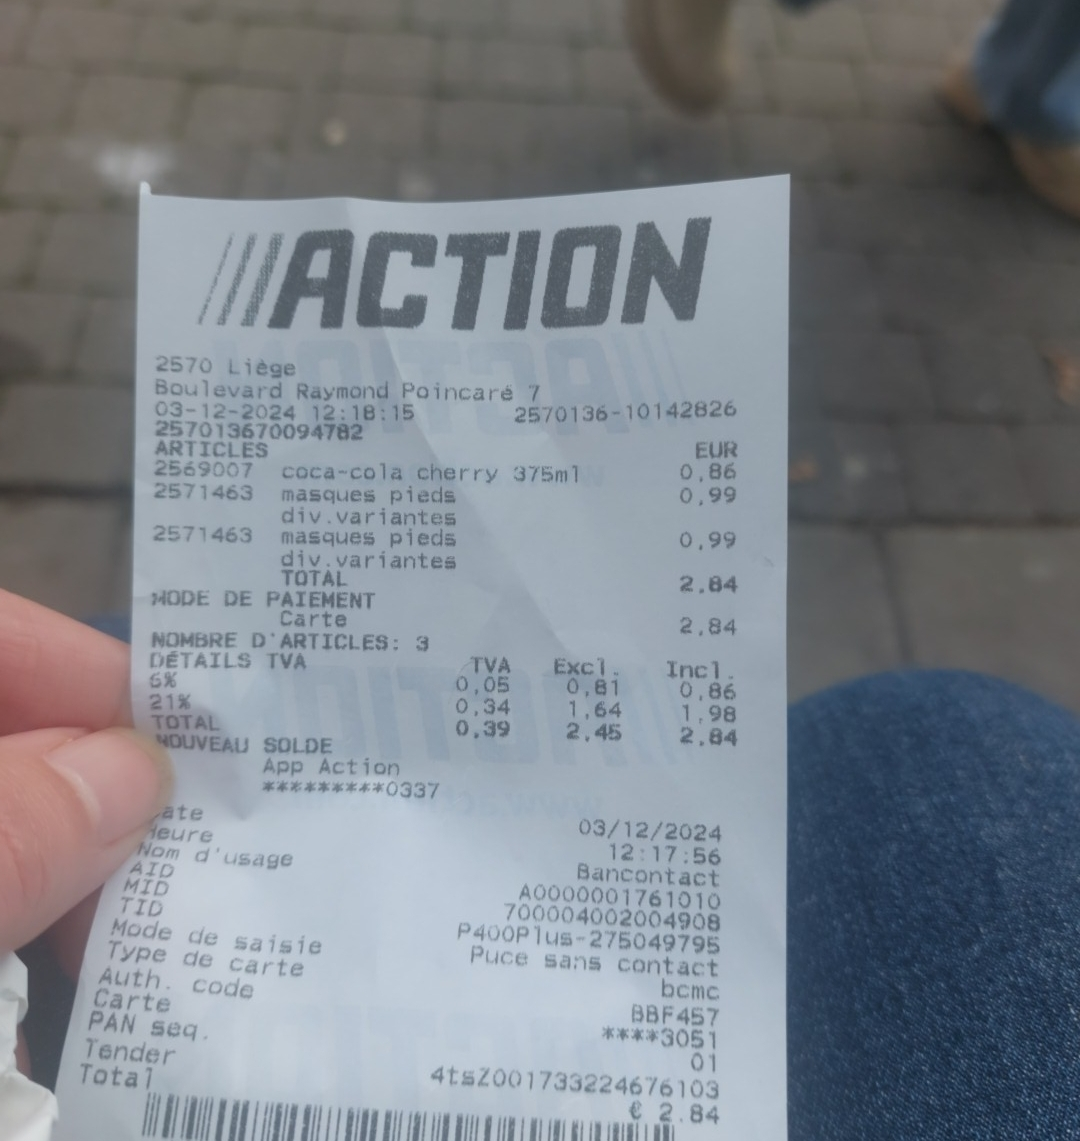 ACTION
2570 Liège
Boulevard Raymond Poincaré 7
03-12-2024 12:18:15 2570136-10142826
257013670094782
ARTICLES EUR
2569007 coca-cola cherry 375ml 0,86
2571463 masques pieds 0,99
div.variantes
2571463 masques pieds 0,99
div.variantes
TOTAL 2,84
MODE DE PAIEMENT
Carte 2,84
NOMBRE D'ARTICLES: 3
DÉTAILS TVA TVA Excl. Incl.
6% 0,05 0,81 0,86
21% 0,34 1,64 1,98
TOTAL 0,39 2,45 2,84
NOUVEAU SOLDE
App Action
*********0337
ate 03/12/2024
Heure 12:17:56
Nom d'usage Bancontact
AID A0000001761010
MID 700004002004908
TID P400Plus-275049795
Mode de saisie Puce sans contact
Type de carte bcmc
Auth. code BBF457
Carte ****3051
PAN seq. 01
Tender 4tsZ001733224676103
Total € 2.84